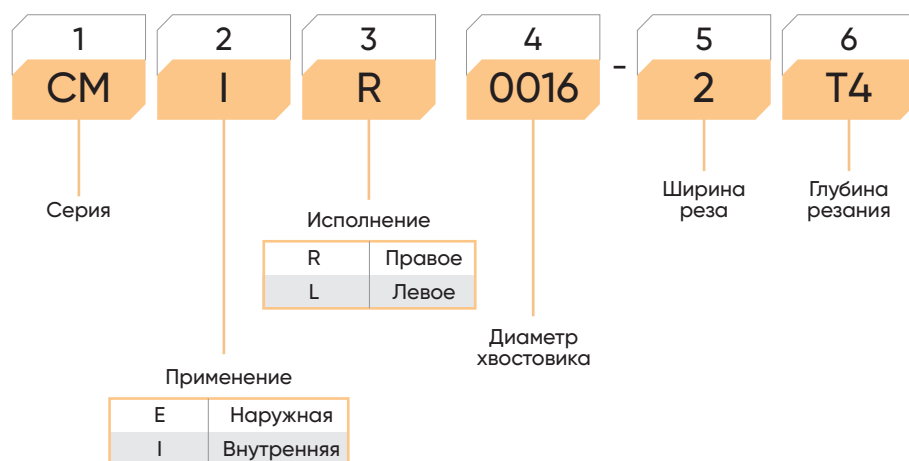 1 2 3 4 5 6
CM I R 0016 - 2 T4
Серия
Ширина
реза
Глубина
резания
Исполнение
R Правое
L Левое
Диаметр
хвостовика
Применение
E Наружная
I Внутренняя